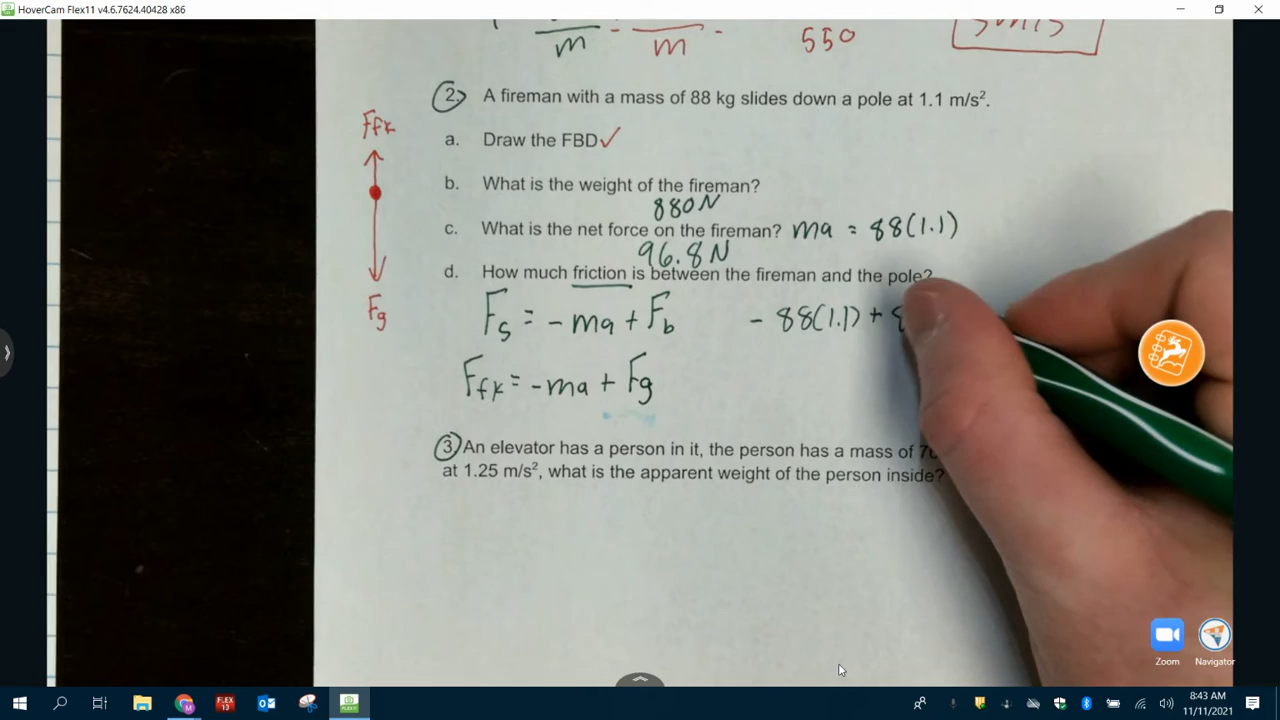 HoverCam Flex11 v4.6.7624.40428 x86
m = m -
550
5m/s
2. A fireman with a mass of 88 kg slides down a pole at 1.1 m/s².
Ffk
a. Draw the FBD ✓
b. What is the weight of the fireman?
880N
c. What is the net force on the fireman? ma = 88(1.1)
96.8N
d. How much friction is between the fireman and the pole?
Fg
Fs = -ma + Fb - 88(1.1) + 8
Ffk = -ma + Fg
3. An elevator has a person in it, the person has a mass of
at 1.25 m/s², what is the apparent weight of the person inside?
Zoom
Navigator
FLEX
8:43 AM
11/11/2021